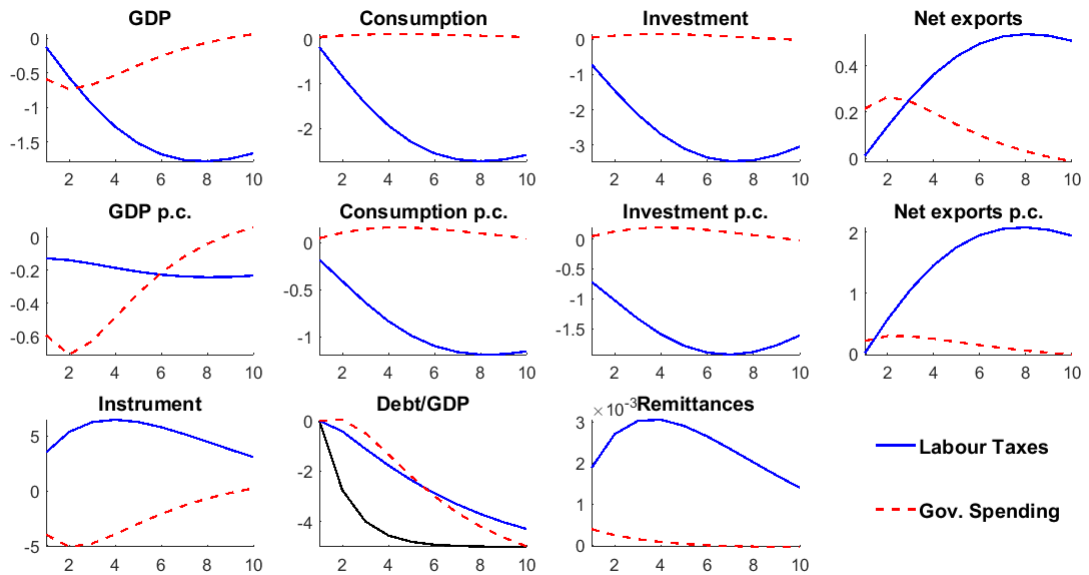 GDP
Consumption
Investment
Net exports
0
-0.5
-1
-1.5
2 4 6 8 10
0
-1
-2
2 4 6 8 10
0
-1
-2
-3
2 4 6 8 10
0.4
0.2
0
2 4 6 8 10
GDP p.c.
Consumption p.c.
Investment p.c.
Net exports p.c.
0
-0.2
-0.4
-0.6
2 4 6 8 10
0
-0.5
-1
2 4 6 8 10
0
-0.5
-1
-1.5
2 4 6 8 10
2
1
0
2 4 6 8 10
Instrument
Debt/GDP
Remittances
5
0
-5
2 4 6 8 10
0
-2
-4
2 4 6 8 10
×10-3
3
2
1
0
2 4 6 8 10
Labour Taxes
Gov. Spending